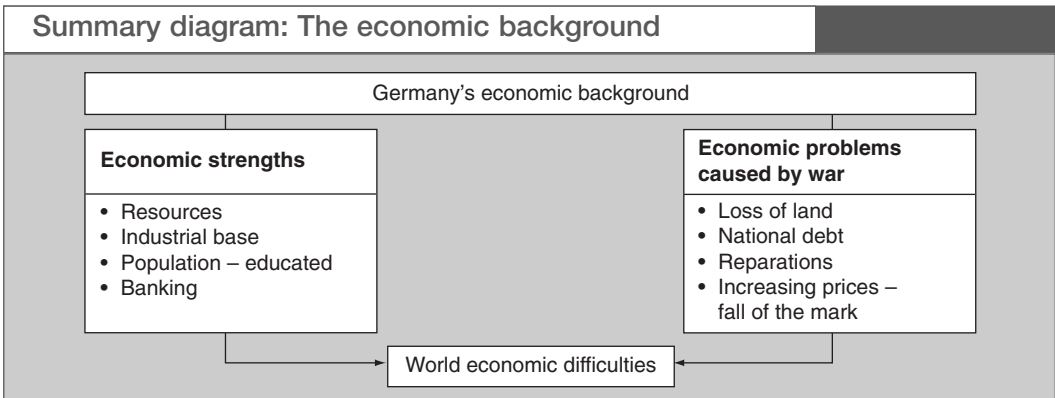 Summary diagram: The economic background
Germany’s economic background
Economic strengths
• Resources
• Industrial base
• Population – educated
• Banking
Economic problems
caused by war
• Loss of land
• National debt
• Reparations
• Increasing prices –
fall of the mark
World economic difficulties